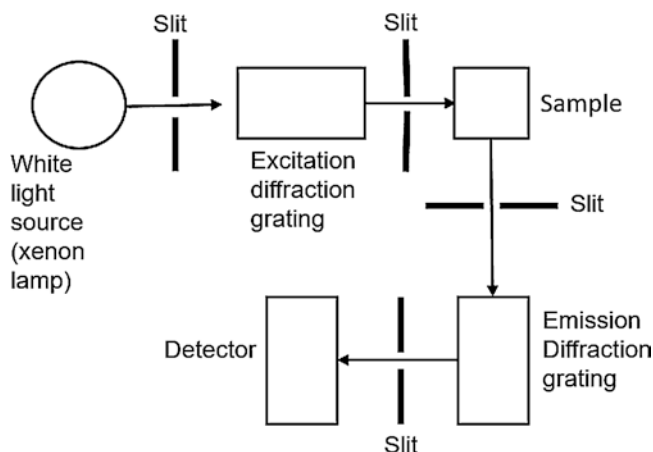 Slit
Slit
White
light
source
(xenon
lamp)
Excitation
diffraction
grating
Sample
Slit
Detector
Emission
Diffraction
grating
Slit